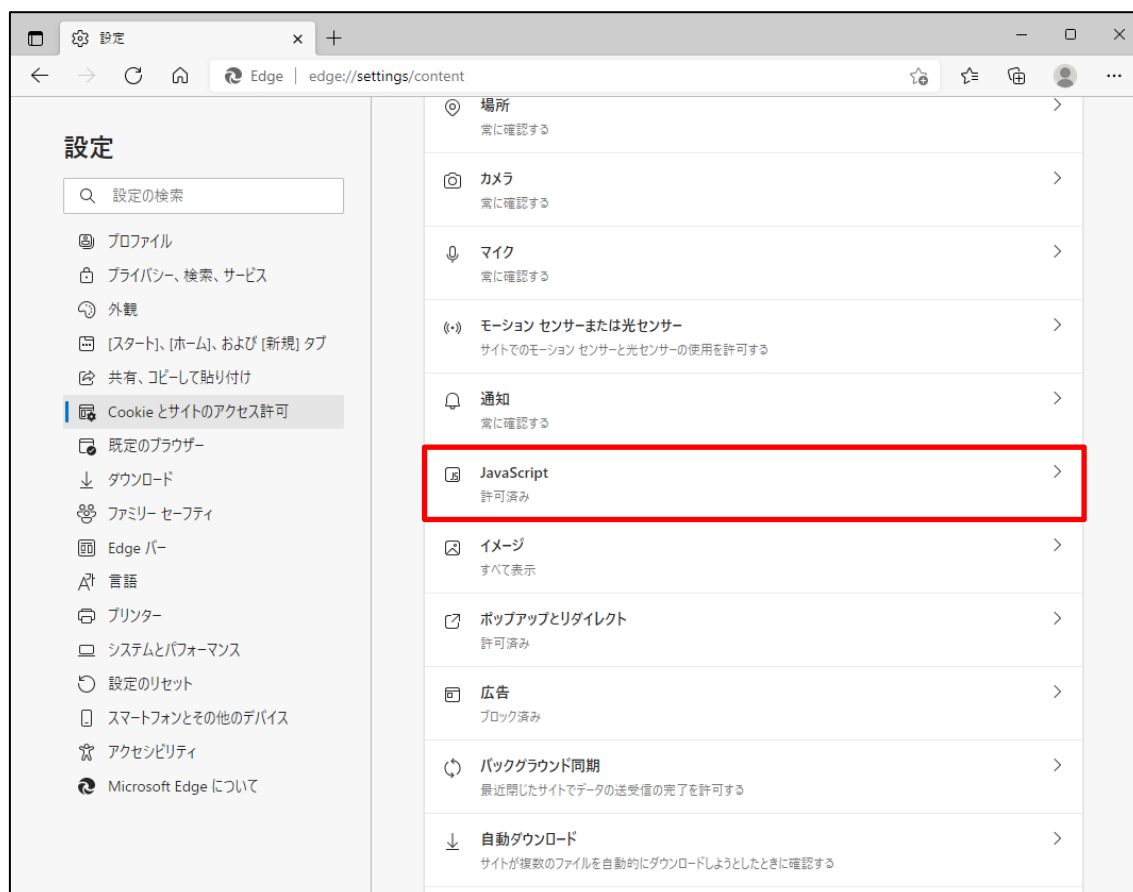 設定
Edge
edge://settings/content
設定
設定の検索
プロファイル
プライバシー、検索、サービス
外観
[スタート]、[ホーム]、および [新規] タブ
共有、コピーして貼り付け
Cookie とサイトのアクセス許可
既定のブラウザー
ダウンロード
ファミリー セーフティ
Edge バー
言語
プリンター
システムとパフォーマンス
設定のリセット
スマートフォンとその他のデバイス
アクセシビリティ
Microsoft Edge について
場所
常に確認する
カメラ
常に確認する
マイク
常に確認する
モーション センサーまたは光センサー
サイトでのモーション センサーと光センサーの使用を許可する
通知
常に確認する
JS
JavaScript
許可済み
イメージ
すべて表示
ポップアップとリダイレクト
許可済み
広告
ブロック済み
バックグラウンド同期
最近閉じたサイトでデータの送受信の完了を許可する
自動ダウンロード
サイトが複数のファイルを自動的にダウンロードしようとしたときに確認する